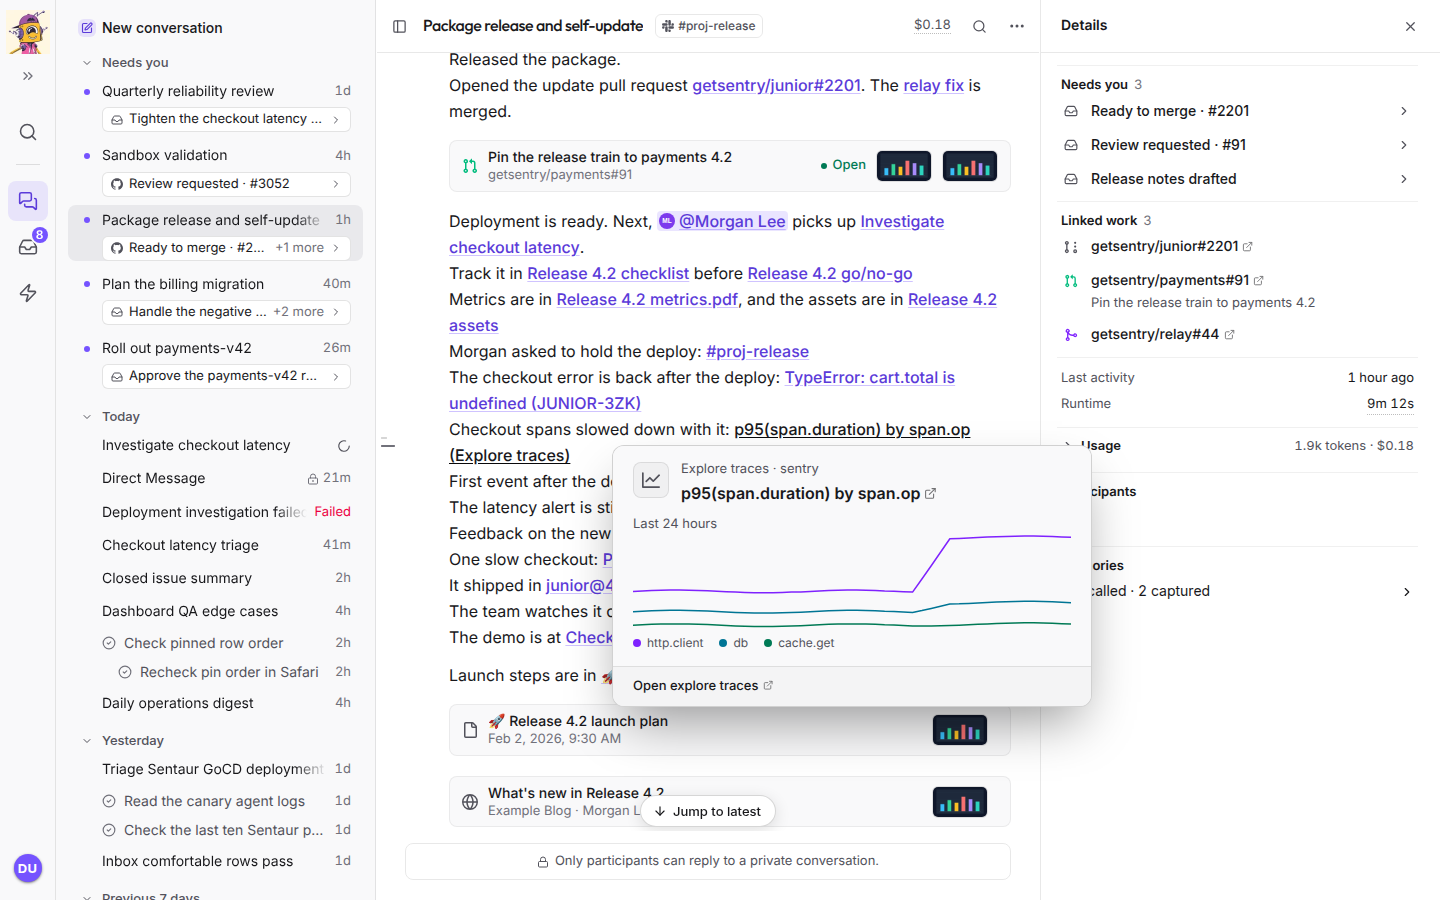 New conversation
Needs you
Quarterly reliability review 1d
Tighten the checkout latency ...
Sandbox validation 4h
Review requested · #3052
Package release and self-update 1h
Ready to merge · #2... +1 more
Plan the billing migration 40m
Handle the negative ... +2 more
Roll out payments-v42 26m
Approve the payments-v42 r...
Today
Investigate checkout latency
Direct Message 21m
Deployment investigation failed Failed
Checkout latency triage 41m
Closed issue summary 2h
Dashboard QA edge cases 4h
Check pinned row order 2h
Recheck pin order in Safari 2h
Daily operations digest 4h
Yesterday
Triage Sentaur GoCD deployment 1d
Read the canary agent logs 1d
Check the last ten Sentaur p... 1d
Inbox comfortable rows pass 1d
Previous 7 days
8
DU
Package release and self-update #proj-release $0.18
Released the package.
Opened the update pull request getsentry/junior#2201. The relay fix is
merged.
Pin the release train to payments 4.2
getsentry/payments#91
Open
Deployment is ready. Next, ML @Morgan Lee picks up Investigate
checkout latency.
Track it in Release 4.2 checklist before Release 4.2 go/no-go
Metrics are in Release 4.2 metrics.pdf, and the assets are in Release 4.2
assets
Morgan asked to hold the deploy: #proj-release
The checkout error is back after the deploy: TypeError: cart.total is
undefined (JUNIOR-3ZK)
Checkout spans slowed down with it: p95(span.duration) by span.op
(Explore traces)
First event after the d
The latency alert is sti
Feedback on the new
One slow checkout: P
It shipped in junior@4
The team watches it
The demo is at Check
Launch steps are in 🚀
Explore traces · sentry
p95(span.duration) by span.op
Last 24 hours
http.client db cache.get
Open explore traces
🚀 Release 4.2 launch plan
Feb 2, 2026, 9:30 AM
What's new in Release 4.2
Example Blog · Morgan L
Jump to latest
Only participants can reply to a private conversation.
Details
Needs you 3
Ready to merge · #2201
Review requested · #91
Release notes drafted
Linked work 3
getsentry/junior#2201
getsentry/payments#91
Pin the release train to payments 4.2
getsentry/relay#44
Last activity 1 hour ago
Runtime 9m 12s
Usage 1.9k tokens · $0.18
cipants
ories
called · 2 captured